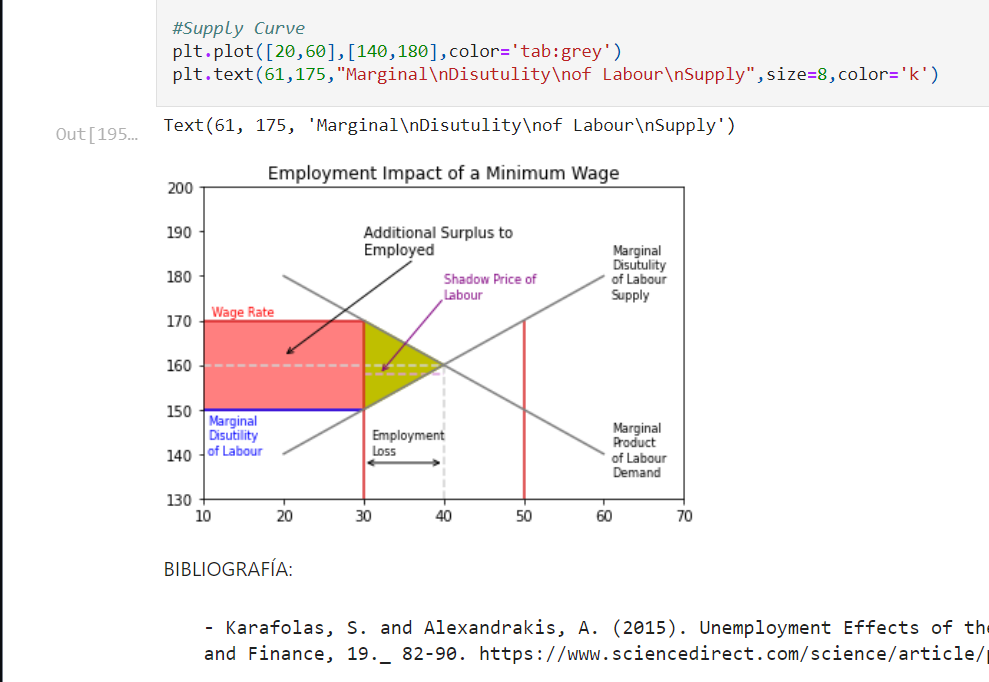 #Supply Curve
plt.plot([20,60],[140,180],color='tab:grey')
plt.text(61,175,"Marginal\nDisutulity\nof Labour\nSupply",size=8,color='k')
Out[195…
Text(61, 175, 'Marginal\nDisutulity\nof Labour\nSupply')
Employment Impact of a Minimum Wage
200
190
180
170
160
150
140
130
Additional Surplus to
Employed
Shadow Price of
Labour
Marginal
Disutulity
of Labour
Supply
Wage Rate
Marginal
Disutility
of Labour
Employment
Loss
Marginal
Product
of Labour
Demand
10 20 30 40 50 60 70
BIBLIOGRAFÍA:
- Karafolas, S. and Alexandrakis, A. (2015). Unemployment Effects of the
and Finance, 19._ 82-90. https://www.sciencedirect.com/science/article/